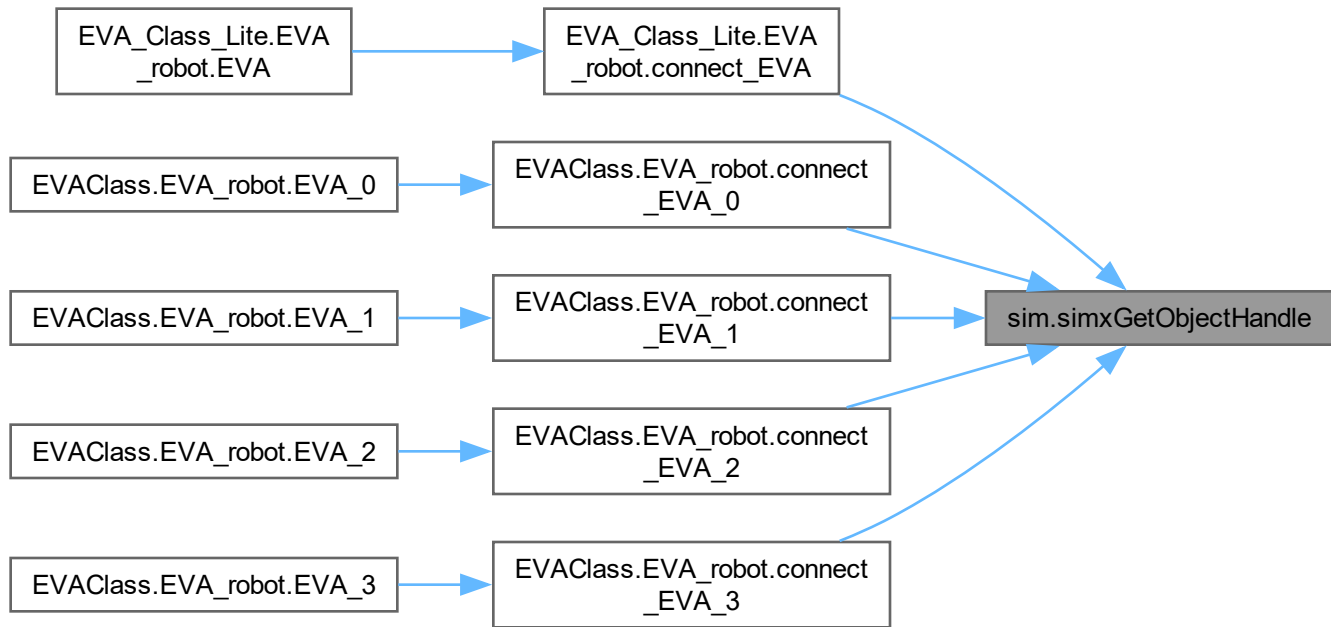 EVA_Class_Lite.EVA
_robot.EVA
EVA_Class_Lite.EVA
_robot.connect_EVA
EVAClass.EVA_robot.EVA_0
EVAClass.EVA_robot.connect
_EVA_0
EVAClass.EVA_robot.EVA_1
EVAClass.EVA_robot.connect
_EVA_1
sim.simxGetObjectHandle
EVAClass.EVA_robot.EVA_2
EVAClass.EVA_robot.connect
_EVA_2
EVAClass.EVA_robot.EVA_3
EVAClass.EVA_robot.connect
_EVA_3